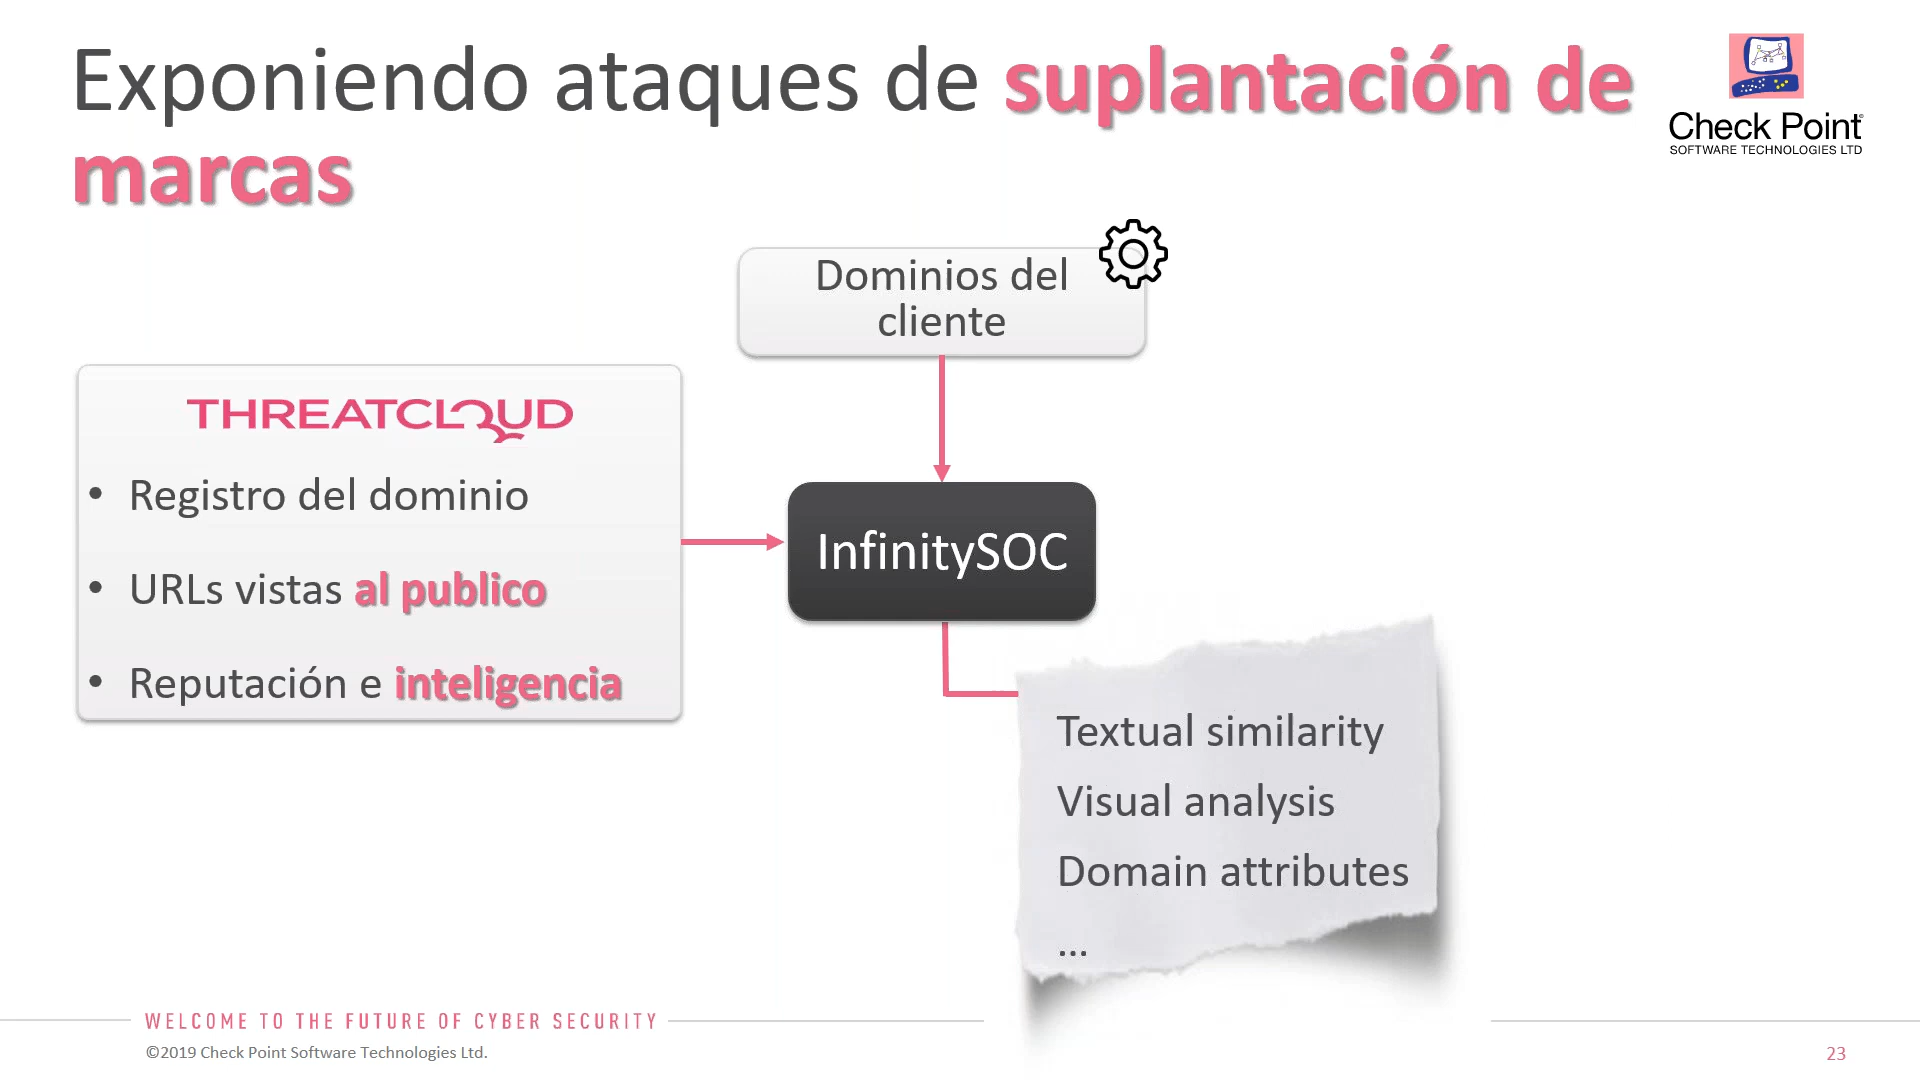 Exponiendo ataques de suplantación de
marcas
Check Point
SOFTWARE TECHNOLOGIES LTD
Dominios del
cliente
THREATCLOUD
• Registro del dominio
• URLs vistas al publico
• Reputación e inteligencia
InfinitySOC
Textual similarity
Visual analysis
Domain attributes
...
WELCOME TO THE FUTURE OF CYBER SECURITY
©2019 Check Point Software Technologies Ltd.
23